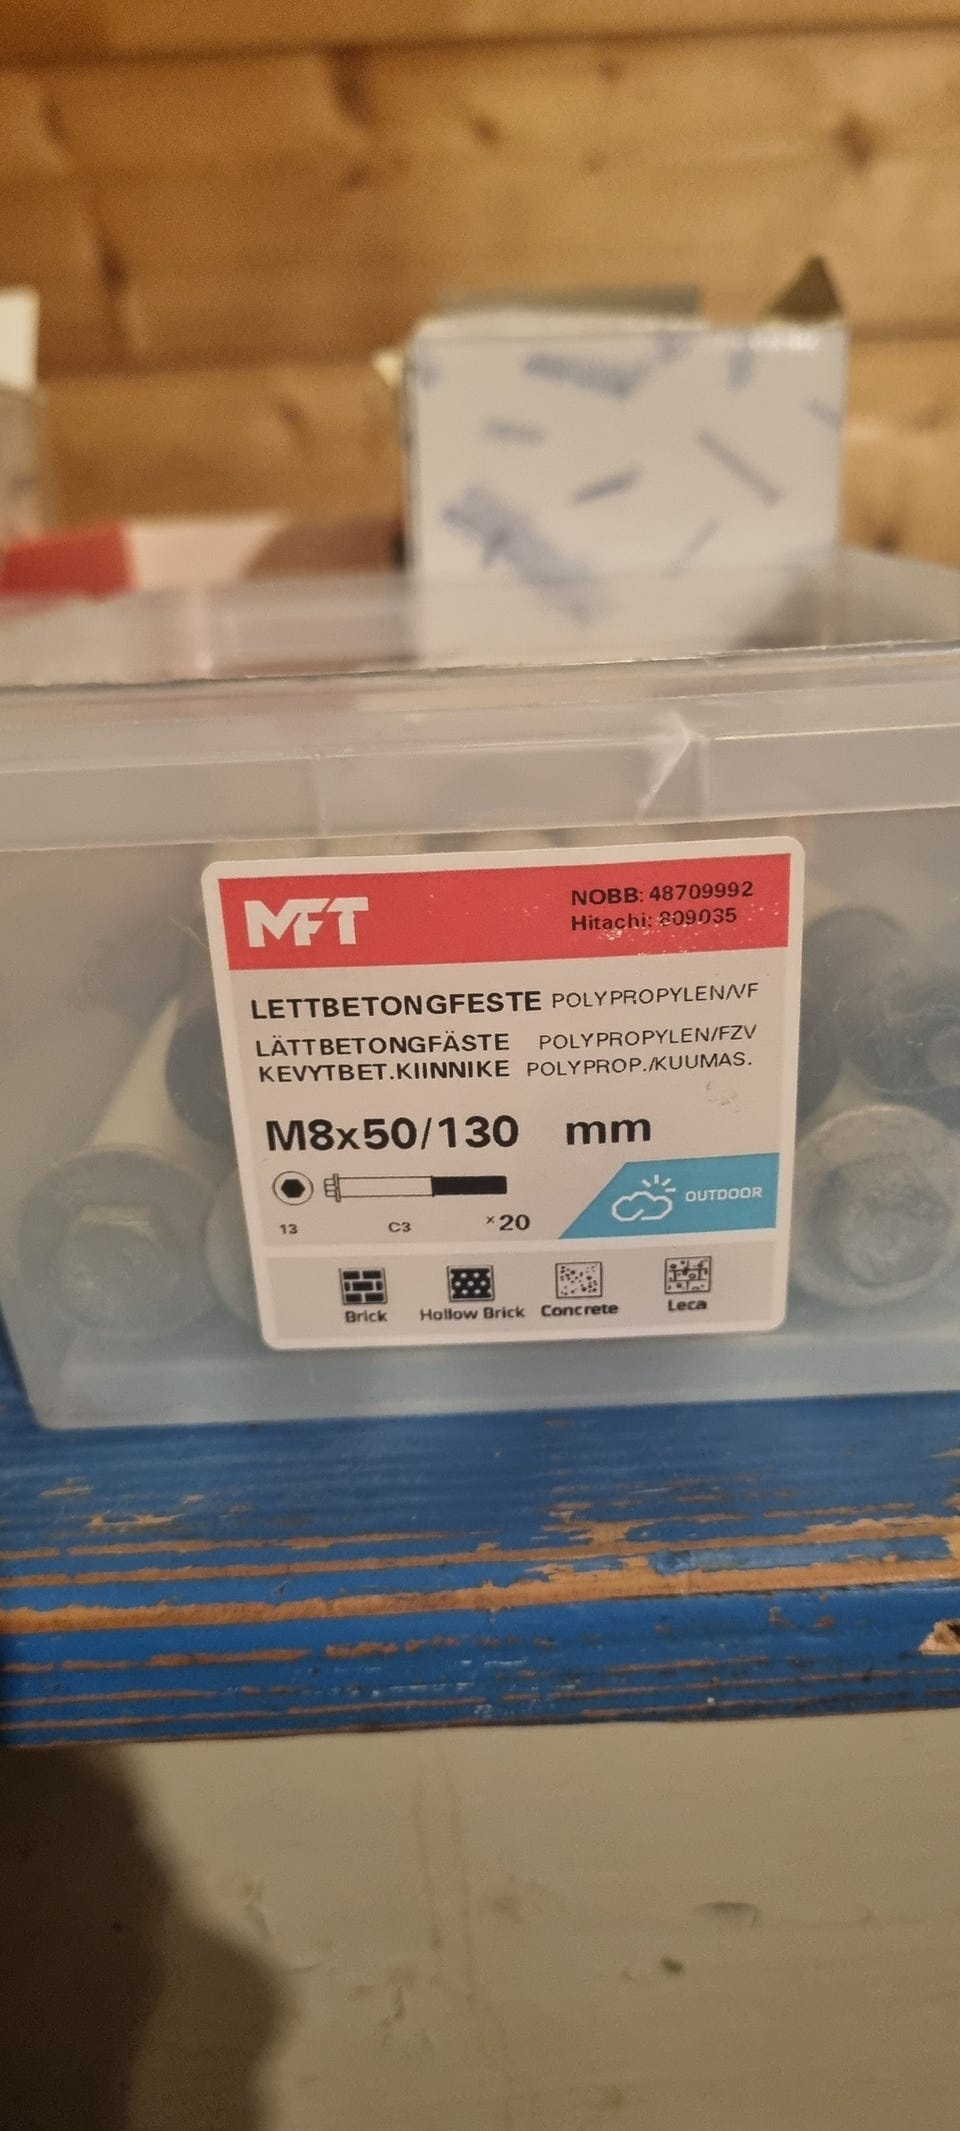 MFT
NOBB: 48709992
Hitachi: 809035
LETTBETONGFESTE POLYPROPYLEN/VF
LÄTTBETONGFÄSTE POLYPROPYLEN/FZV
KEVYTBET.KIINNIKE POLYPROP./KUUMAS.
M8x50/130 mm
OUTDOOR
13 C3 x20
Brick Hollow Brick Concrete Leca